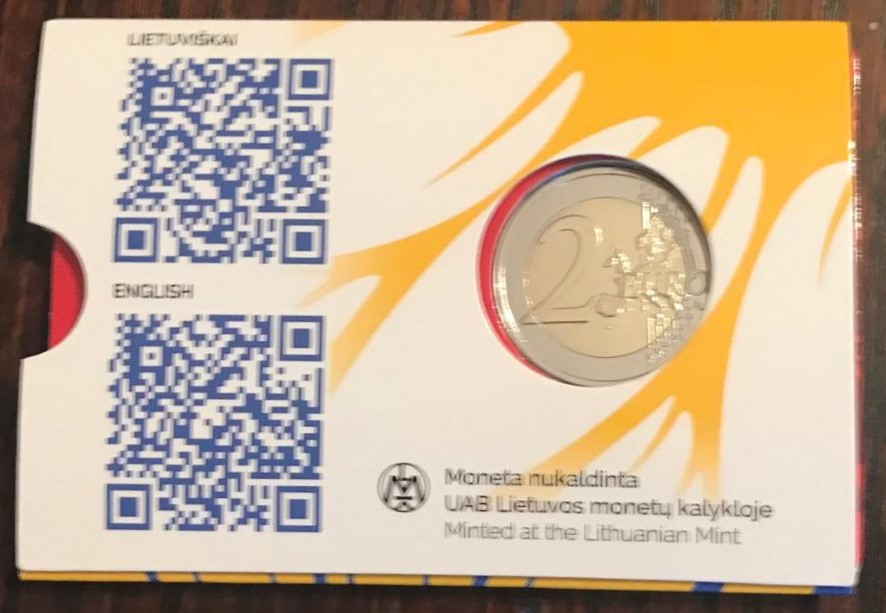 LIETUVIŠKAI
ENGLISH
2
Moneta nukaldinta
UAB Lietuvos monetų kalykloje
Minted at the Lithuanian Mint